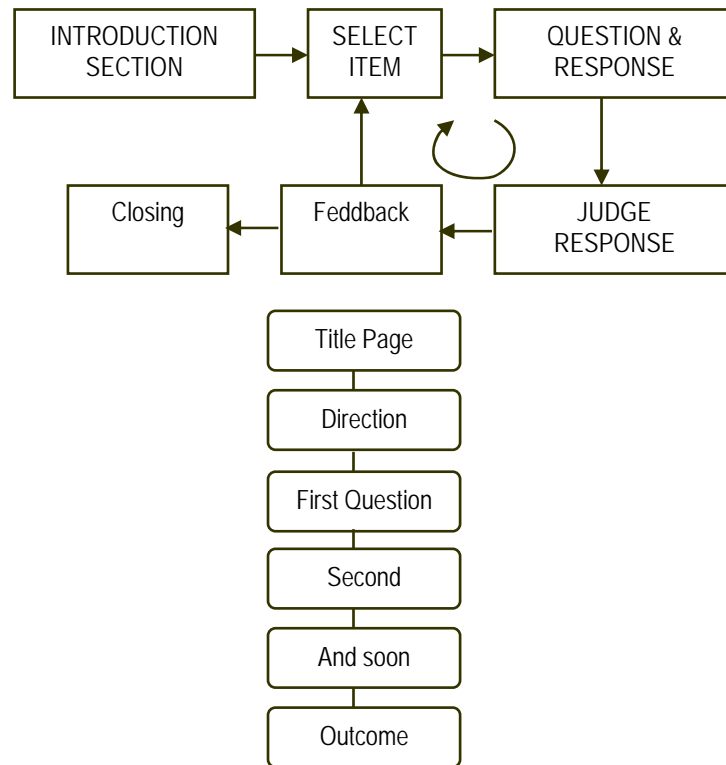 INTRODUCTION
SECTION
SELECT
ITEM
QUESTION &
RESPONSE
Closing
Feddback
JUDGE
RESPONSE
Title Page
Direction
First Question
Second
And soon
Outcome